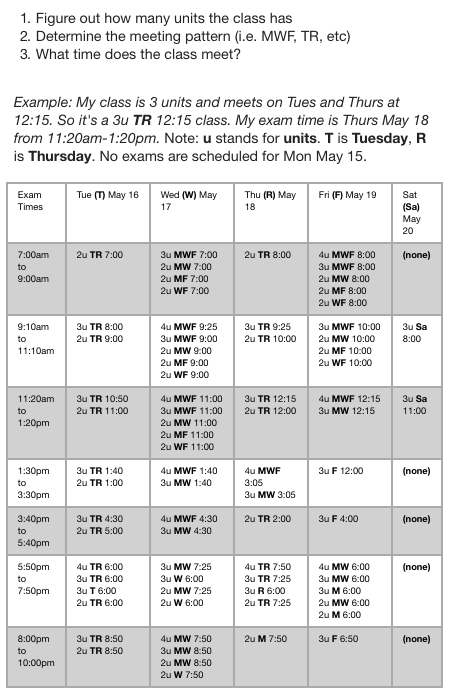 1. Figure out how many units the class has
2. Determine the meeting pattern (i.e. MWF, TR, etc)
3. What time does the class meet?
Example: My class is 3 units and meets on Tues and Thurs at
12:15. So it's a 3u TR 12:15 class. My exam time is Thurs May 18
from 11:20am-1:20pm. Note: u stands for units. T is Tuesday, R
is Thursday. No exams are scheduled for Mon May 15.
Exam
Times
Tue (T) May 16
Wed (W) May
17
Thu (R) May
18
Fri (F) May 19
Sat
(Sa)
May
20
7:00am
to
9:00am
2u TR 7:00
3u MWF 7:00
2u MW 7:00
2u MF 7:00
2u WF 7:00
2u TR 8:00
4u MWF 8:00
3u MWF 8:00
2u MW 8:00
2u MF 8:00
2u WF 8:00
(none)
9:10am
to
11:10am
3u TR 8:00
2u TR 9:00
4u MWF 9:25
3u MWF 9:00
2u MW 9:00
2u MF 9:00
2u WF 9:00
3u TR 9:25
2u TR 10:00
3u MWF 10:00
2u MW 10:00
2u MF 10:00
2u WF 10:00
3u Sa
8:00
11:20am
to
1:20pm
3u TR 10:50
2u TR 11:00
4u MWF 11:00
3u MWF 11:00
2u MW 11:00
2u MF 11:00
2u WF 11:00
3u TR 12:15
2u TR 12:00
4u MWF 12:15
3u MW 12:15
3u Sa
11:00
1:30pm
to
3:30pm
3u TR 1:40
2u TR 1:00
4u MWF 1:40
3u MW 1:40
4u MWF
3:05
3u MW 3:05
3u F 12:00
(none)
3:40pm
to
5:40pm
3u TR 4:30
2u TR 5:00
4u MWF 4:30
3u MW 4:30
2u TR 2:00
3u F 4:00
(none)
5:50pm
to
7:50pm
4u TR 6:00
3u TR 6:00
3u T 6:00
2u TR 6:00
3u MW 7:25
3u W 6:00
2u MW 7:25
2u W 6:00
4u TR 7:50
3u TR 7:25
3u R 6:00
2u TR 7:25
4u MW 6:00
3u MW 6:00
3u M 6:00
2u MW 6:00
2u M 6:00
(none)
8:00pm
to
10:00pm
3u TR 8:50
2u TR 8:50
4u MW 7:50
3u MW 8:50
2u MW 8:50
2u W 7:50
2u M 7:50
3u F 6:50
(none)